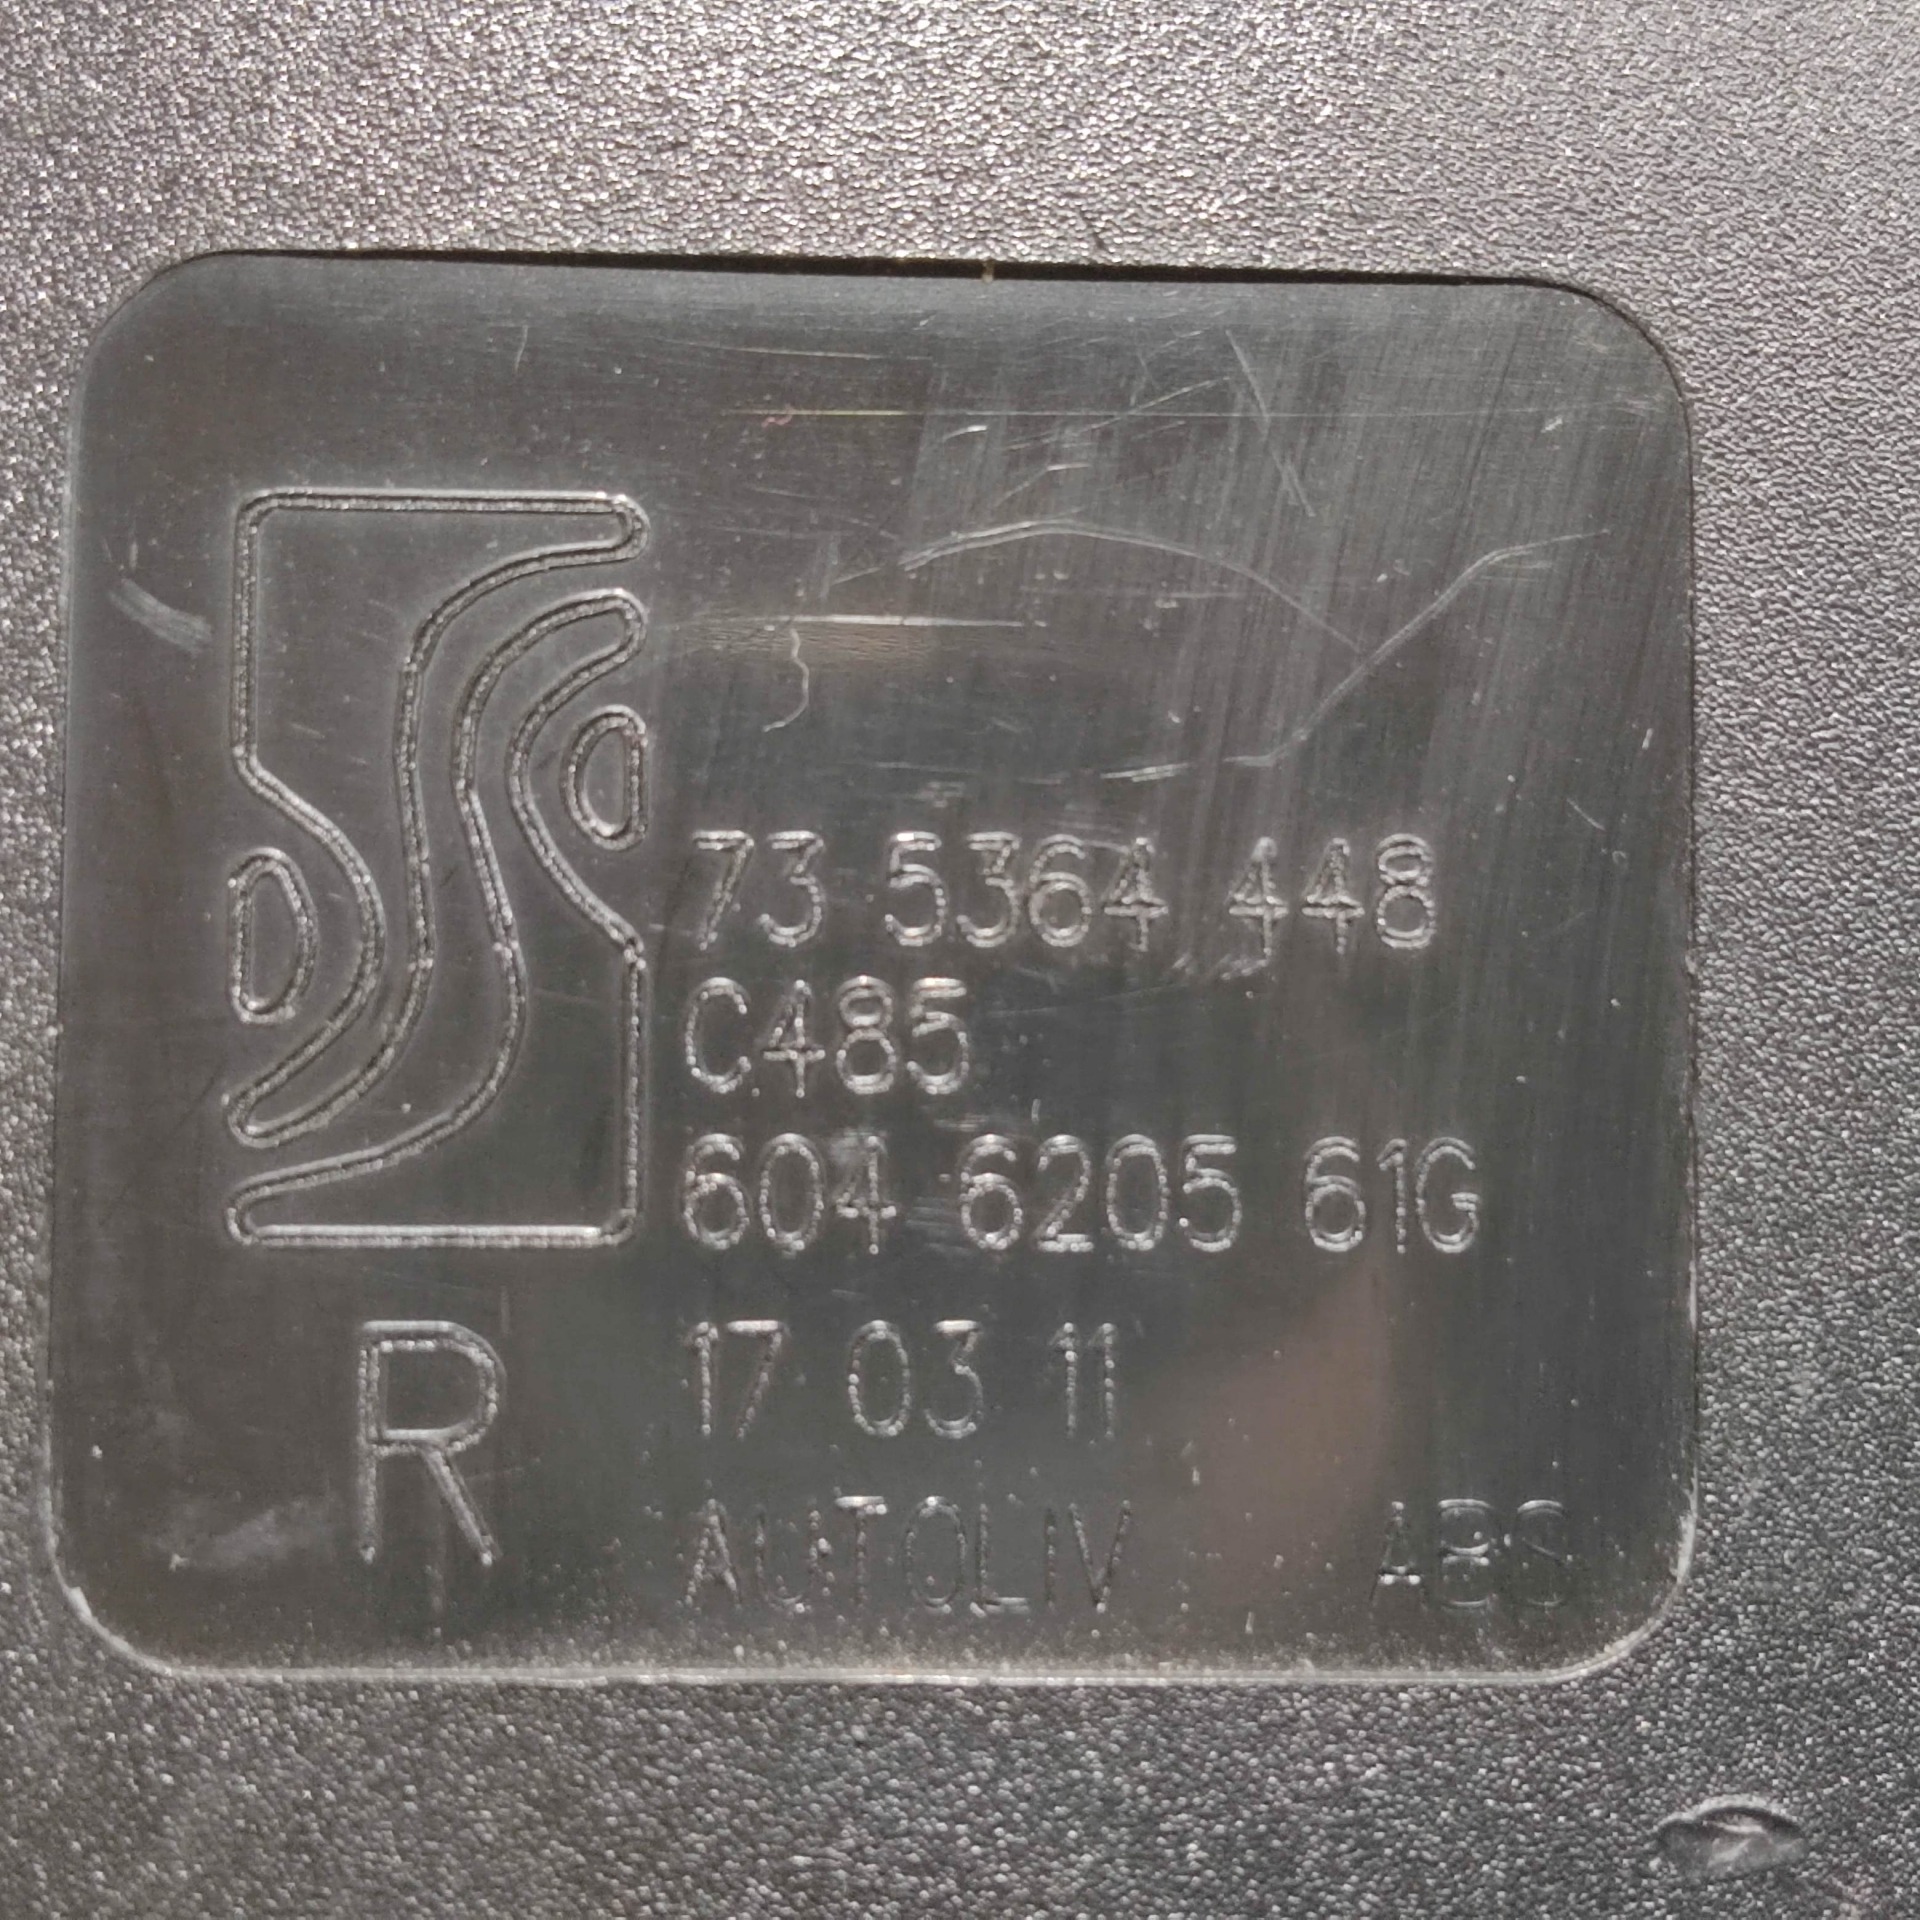 73 5364 448
C485
604 6205 61G
R 17 03 11
AUTOLIV ABS